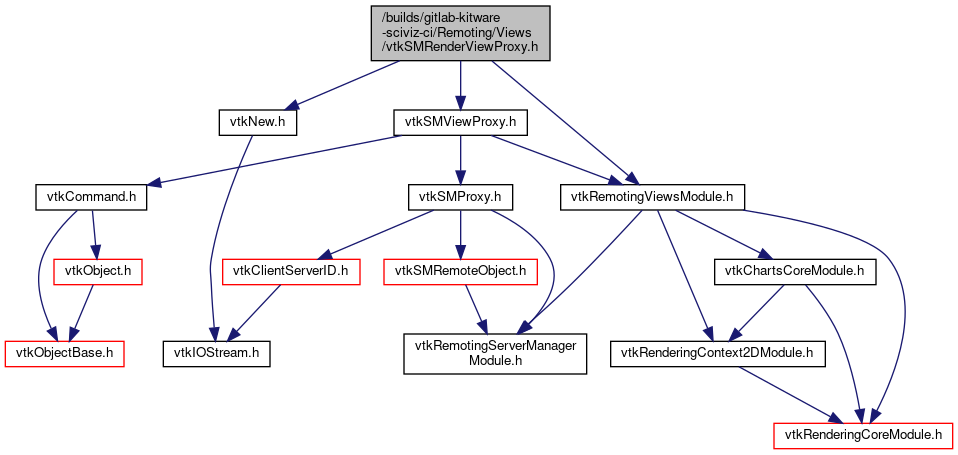 /builds/gitlab-kitware
-sciviz-ci/Remoting/Views
/vtkSMRenderViewProxy.h
vtkNew.h
vtkSMViewProxy.h
vtkCommand.h
vtkSMProxy.h
vtkRemotingViewsModule.h
vtkObject.h
vtkClientServerID.h
vtkSMRemoteObject.h
vtkChartsCoreModule.h
vtkObjectBase.h
vtkIOStream.h
vtkRemotingServerManager
Module.h
vtkRenderingContext2DModule.h
vtkRenderingCoreModule.h